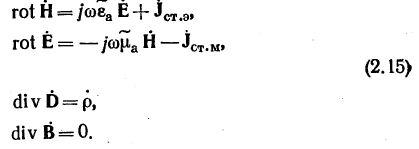 rot Ḣ = jωε̃ₐ Ė + J̇ст.э,
rot Ė = −jωμ̃ₐ Ḣ − J̇ст.м,
(2.15)
div Ḋ = ρ̇,
div Ḃ = 0.